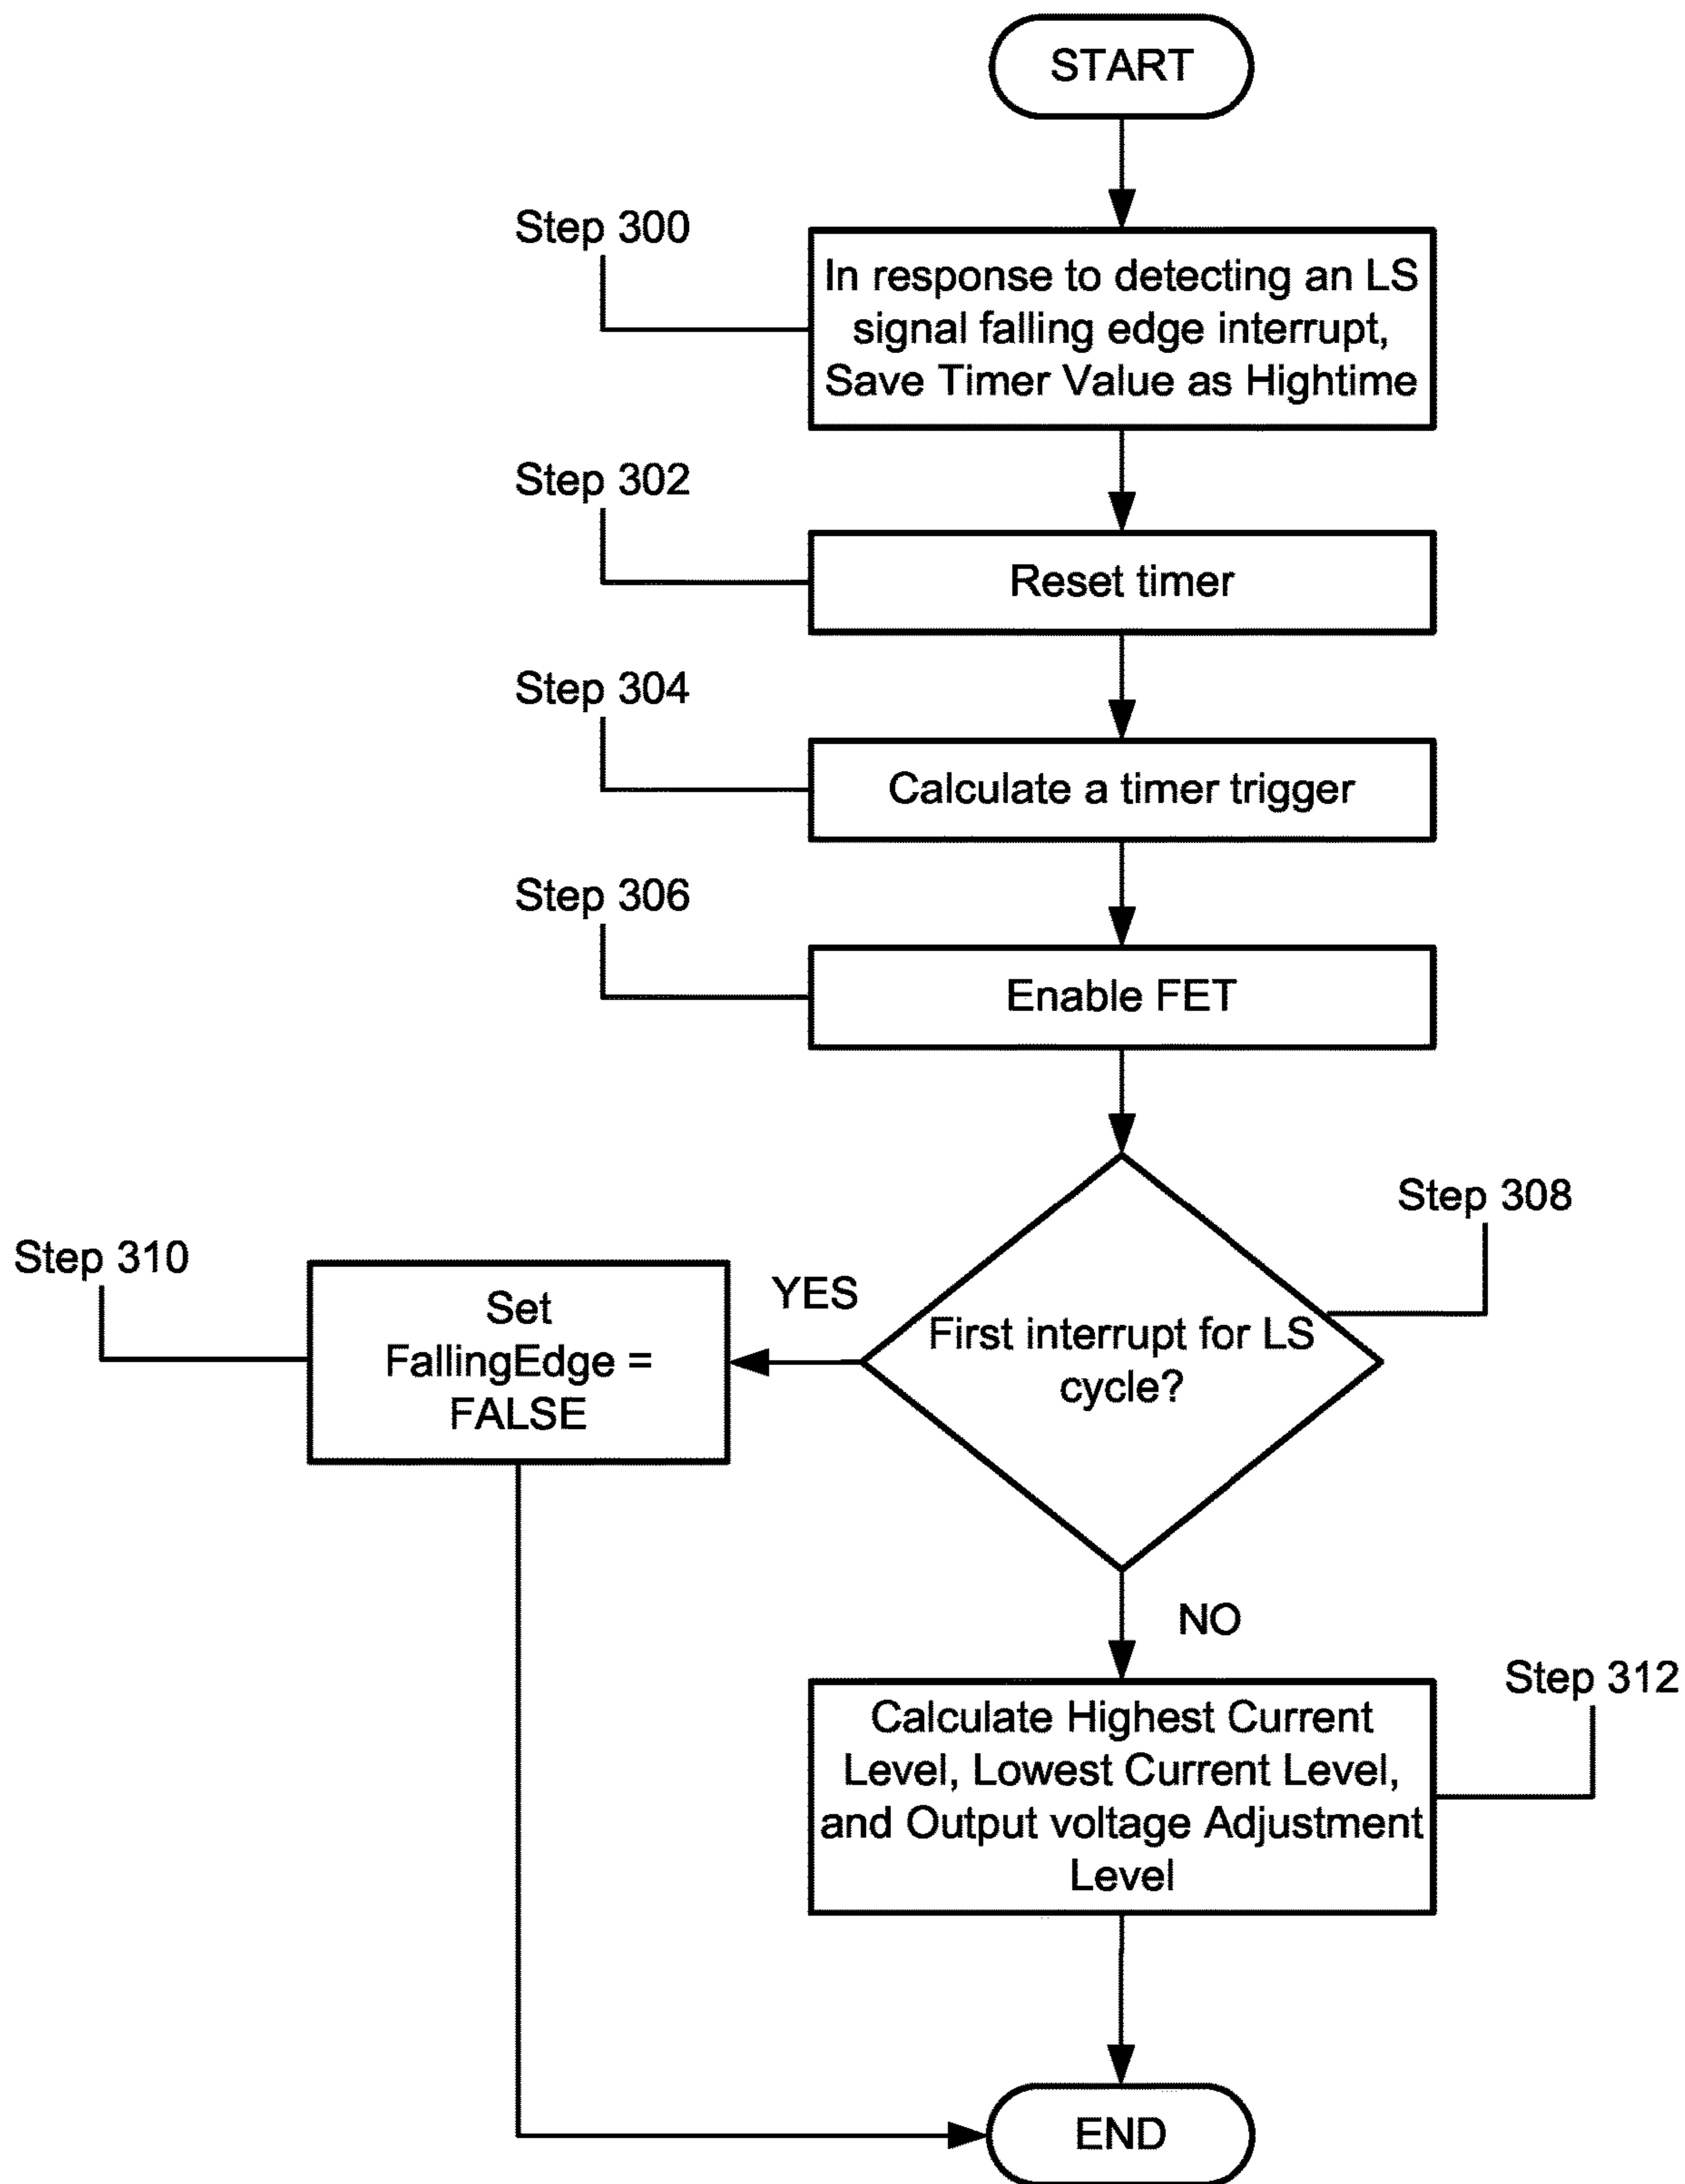 START
Step 300
In response to detecting an LS
signal falling edge interrupt,
Save Timer Value as Hightime
Step 302
Reset timer
Step 304
Calculate a timer trigger
Step 306
Enable FET
Step 308
First interrupt for LS
cycle?
YES
Step 310
Set
FallingEdge =
FALSE
NO
Step 312
Calculate Highest Current
Level, Lowest Current Level,
and Output voltage Adjustment
Level
END